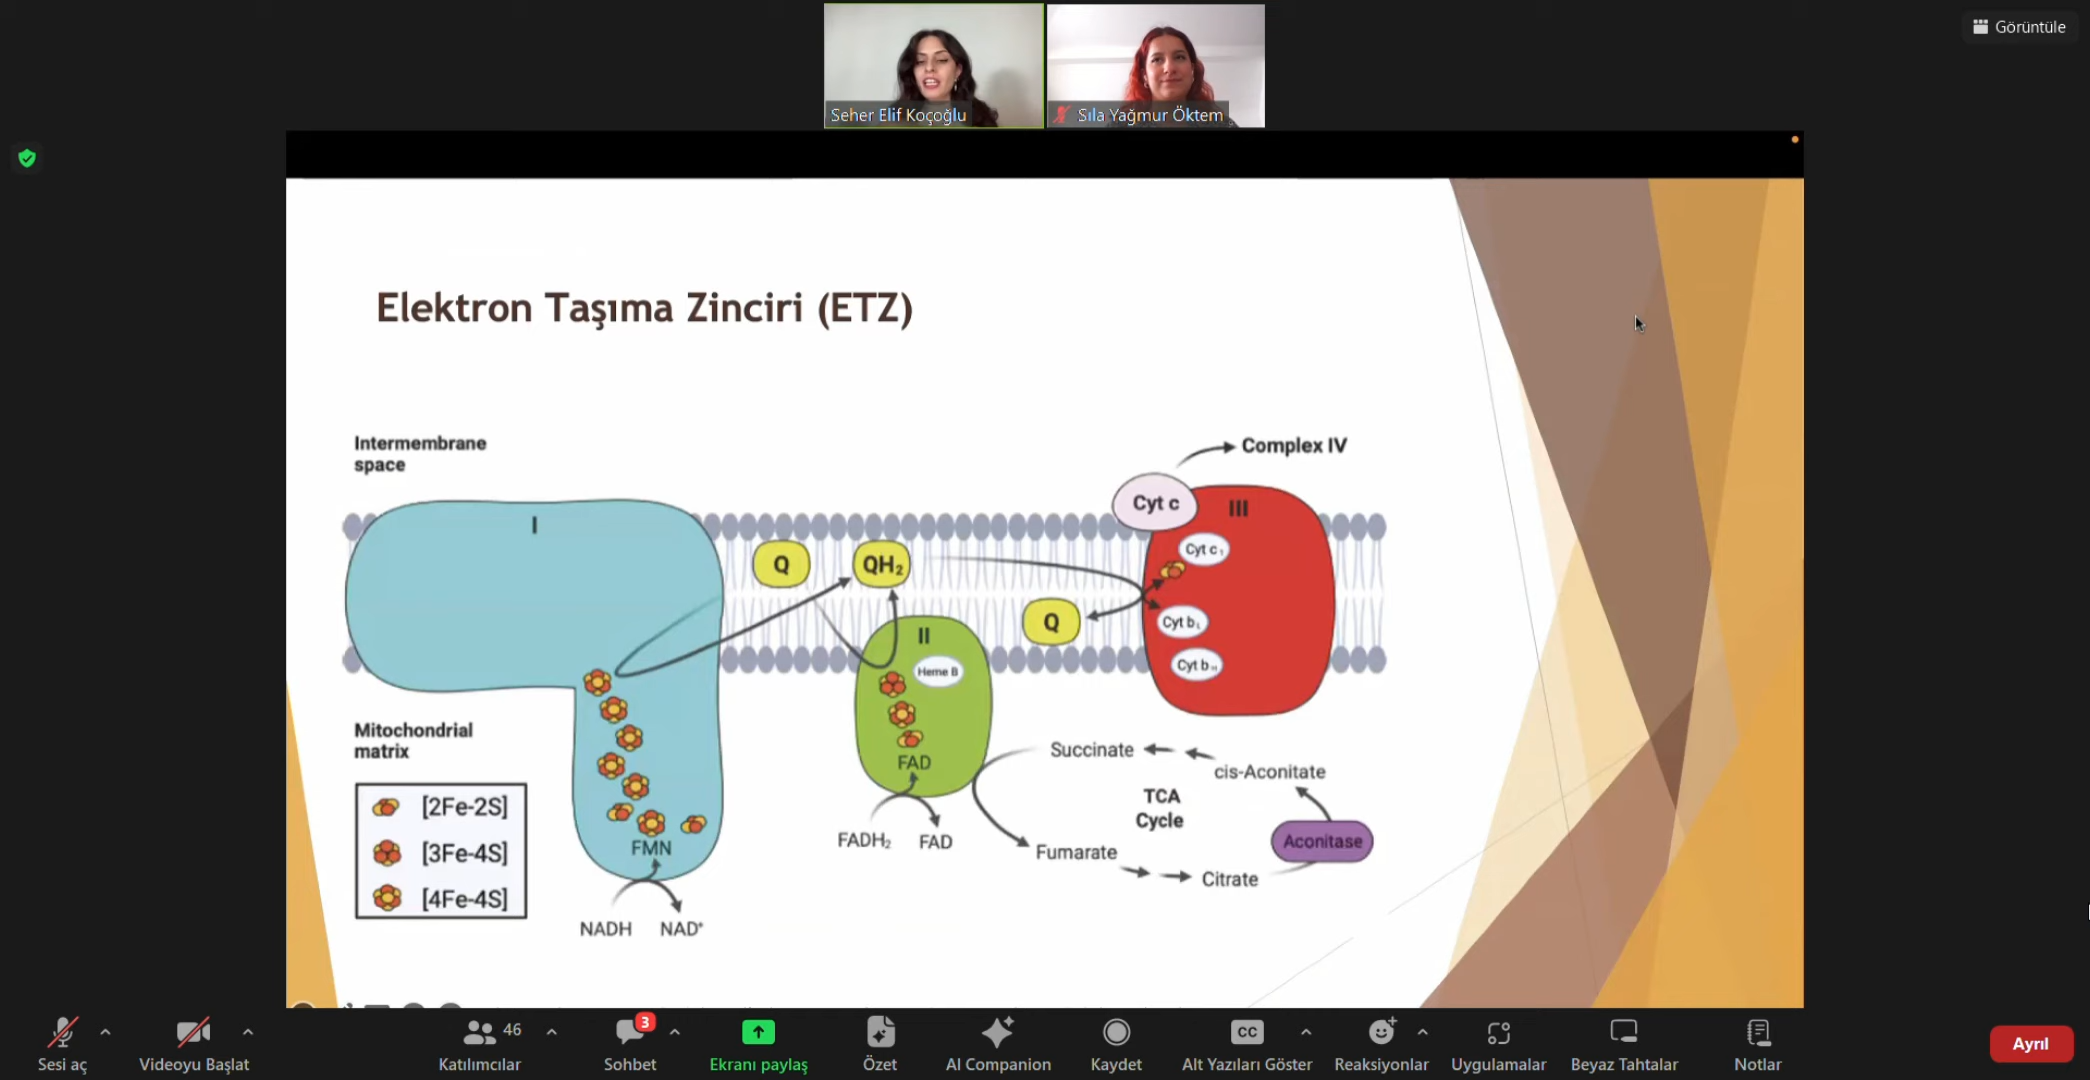 Görüntüle
Seher Elif Koçoğlu
Sıla Yağmur Öktem
Elektron Taşıma Zinciri (ETZ)
Intermembrane
space
Complex IV
Cyt c
III
I
Cyt c₁
Q
QH₂
Q
Cyt bL
II
Heme B
Cyt bH
Mitochondrial
matrix
FAD
Succinate
cis-Aconitate
TCA
Cycle
[2Fe-2S]
[3Fe-4S]
[4Fe-4S]
FMN
FADH₂
FAD
Fumarate
Aconitase
Citrate
NADH
NAD⁺
46
3
CC
Sesi aç
Videoyu Başlat
Katılımcılar
Sohbet
Ekranı paylaş
Özet
AI Companion
Kaydet
Alt Yazıları Göster
Reaksiyonlar
Uygulamalar
Beyaz Tahtalar
Notlar
Ayrıl